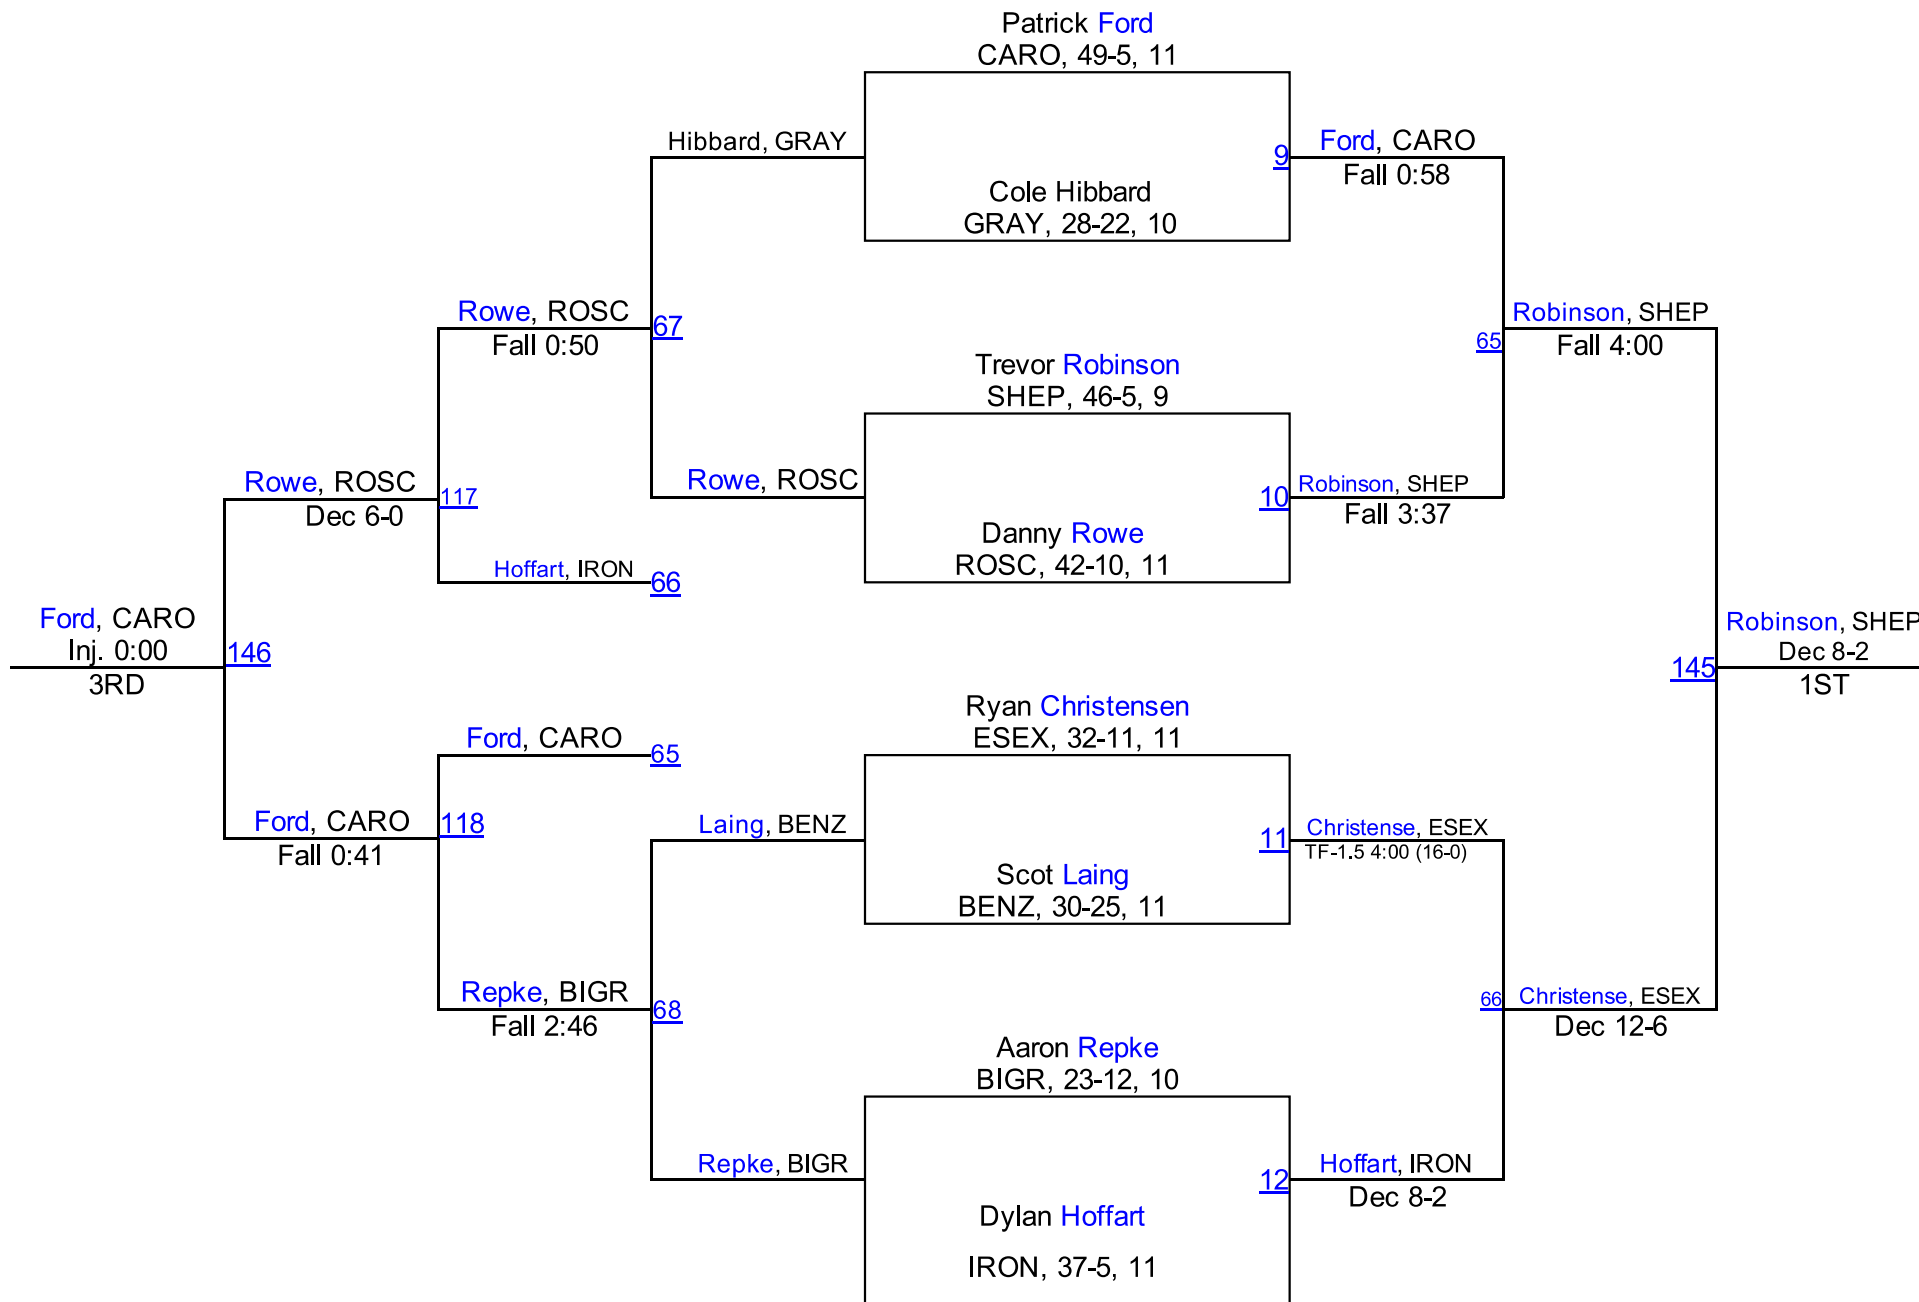 Patrick Ford
CARO, 49-5, 11
Hibbard, GRAY
9
Ford, CARO
Fall 0:58
Cole Hibbard
GRAY, 28-22, 10
Rowe, ROSC
Fall 0:50
67
65
Robinson, SHEP
Fall 4:00
Trevor Robinson
SHEP, 46-5, 9
Rowe, ROSC
Dec 6-0
117
Rowe, ROSC
10
Robinson, SHEP
Fall 3:37
Danny Rowe
ROSC, 42-10, 11
Hoffart, IRON
66
Ford, CARO
Inj. 0:00
3RD
146
145
Robinson, SHEP
Dec 8-2
1ST
Ryan Christensen
ESEX, 32-11, 11
Ford, CARO
65
Ford, CARO
Fall 0:41
118
Laing, BENZ
11
Christense, ESEX
TF-1.5 4:00 (16-0)
Scot Laing
BENZ, 30-25, 11
Repke, BIGR
Fall 2:46
68
66
Christense, ESEX
Dec 12-6
Aaron Repke
BIGR, 23-12, 10
Repke, BIGR
12
Hoffart, IRON
Dec 8-2
Dylan Hoffart
IRON, 37-5, 11